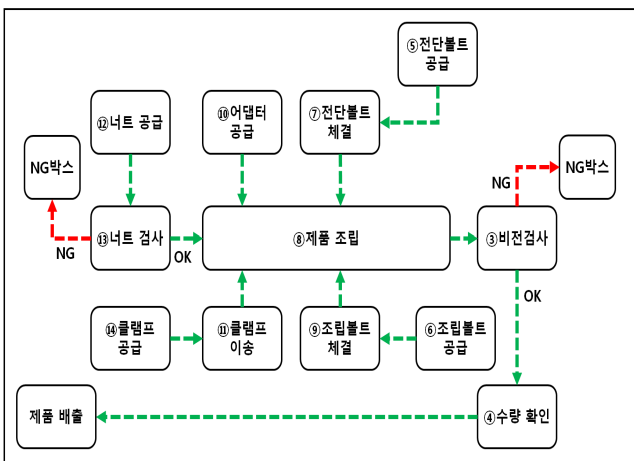 ⑤전단볼트
공급
⑫너트 공급
⑩어댑터
공급
⑦전단볼트
체결
NG박스
NG박스
NG
⑬너트 검사
⑧제품 조립
③비전검사
NG
OK
OK
⑭클램프
공급
⑪클램프
이송
⑨조립볼트
체결
⑥조립볼트
공급
제품 배출
④수량 확인